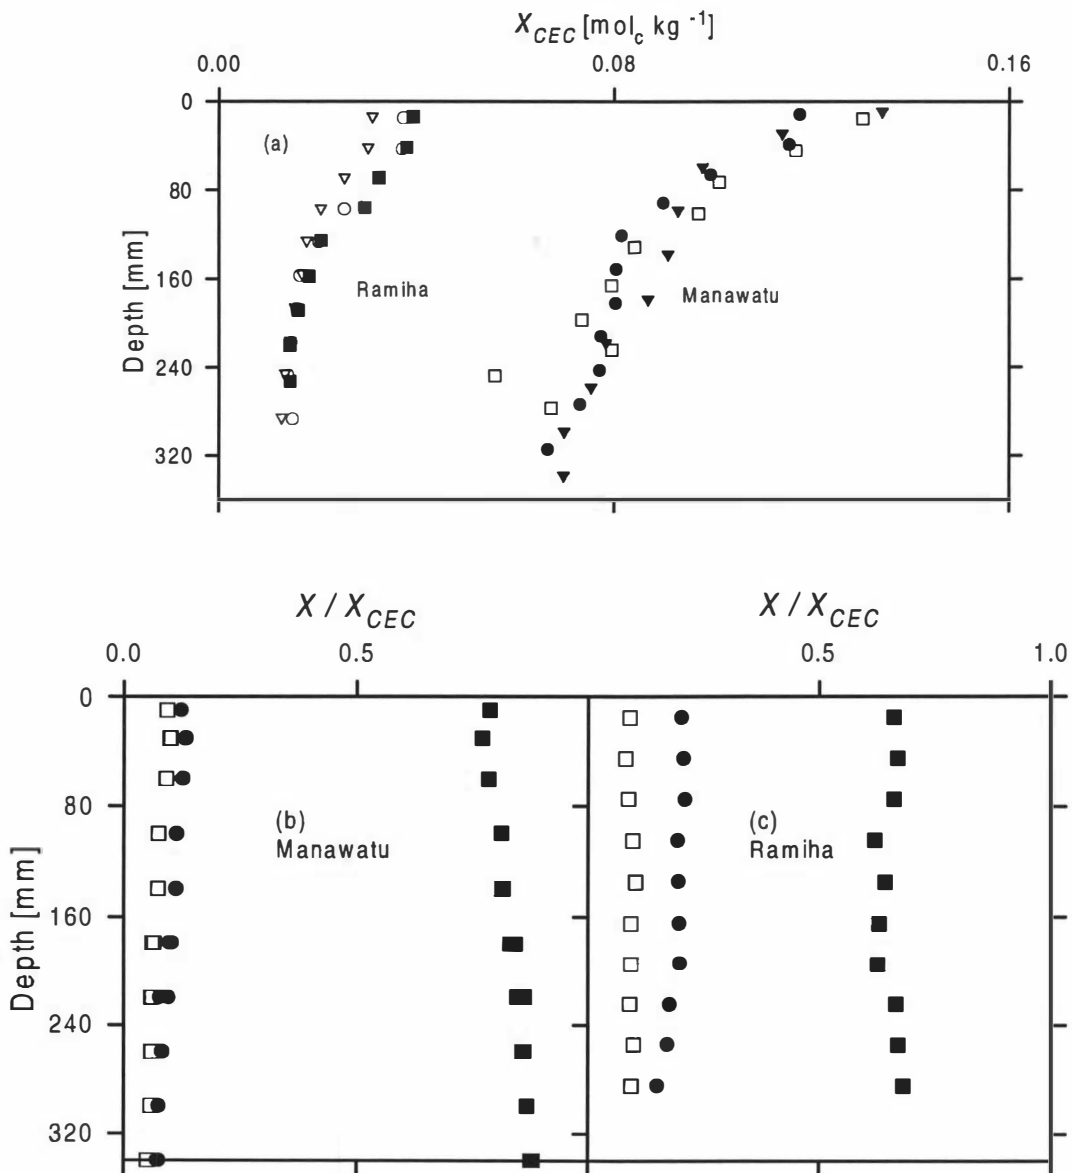 X_CEC [mol_c kg ⁻¹]
0.00 0.08 0.16
0
(a)
80
160
Ramiha Manawatu
240
320
Depth [mm]
X / X_CEC X / X_CEC
0.0 0.5 0.5 1.0
0
80
(b) (c)
Manawatu Ramiha
160
240
320
Depth [mm]